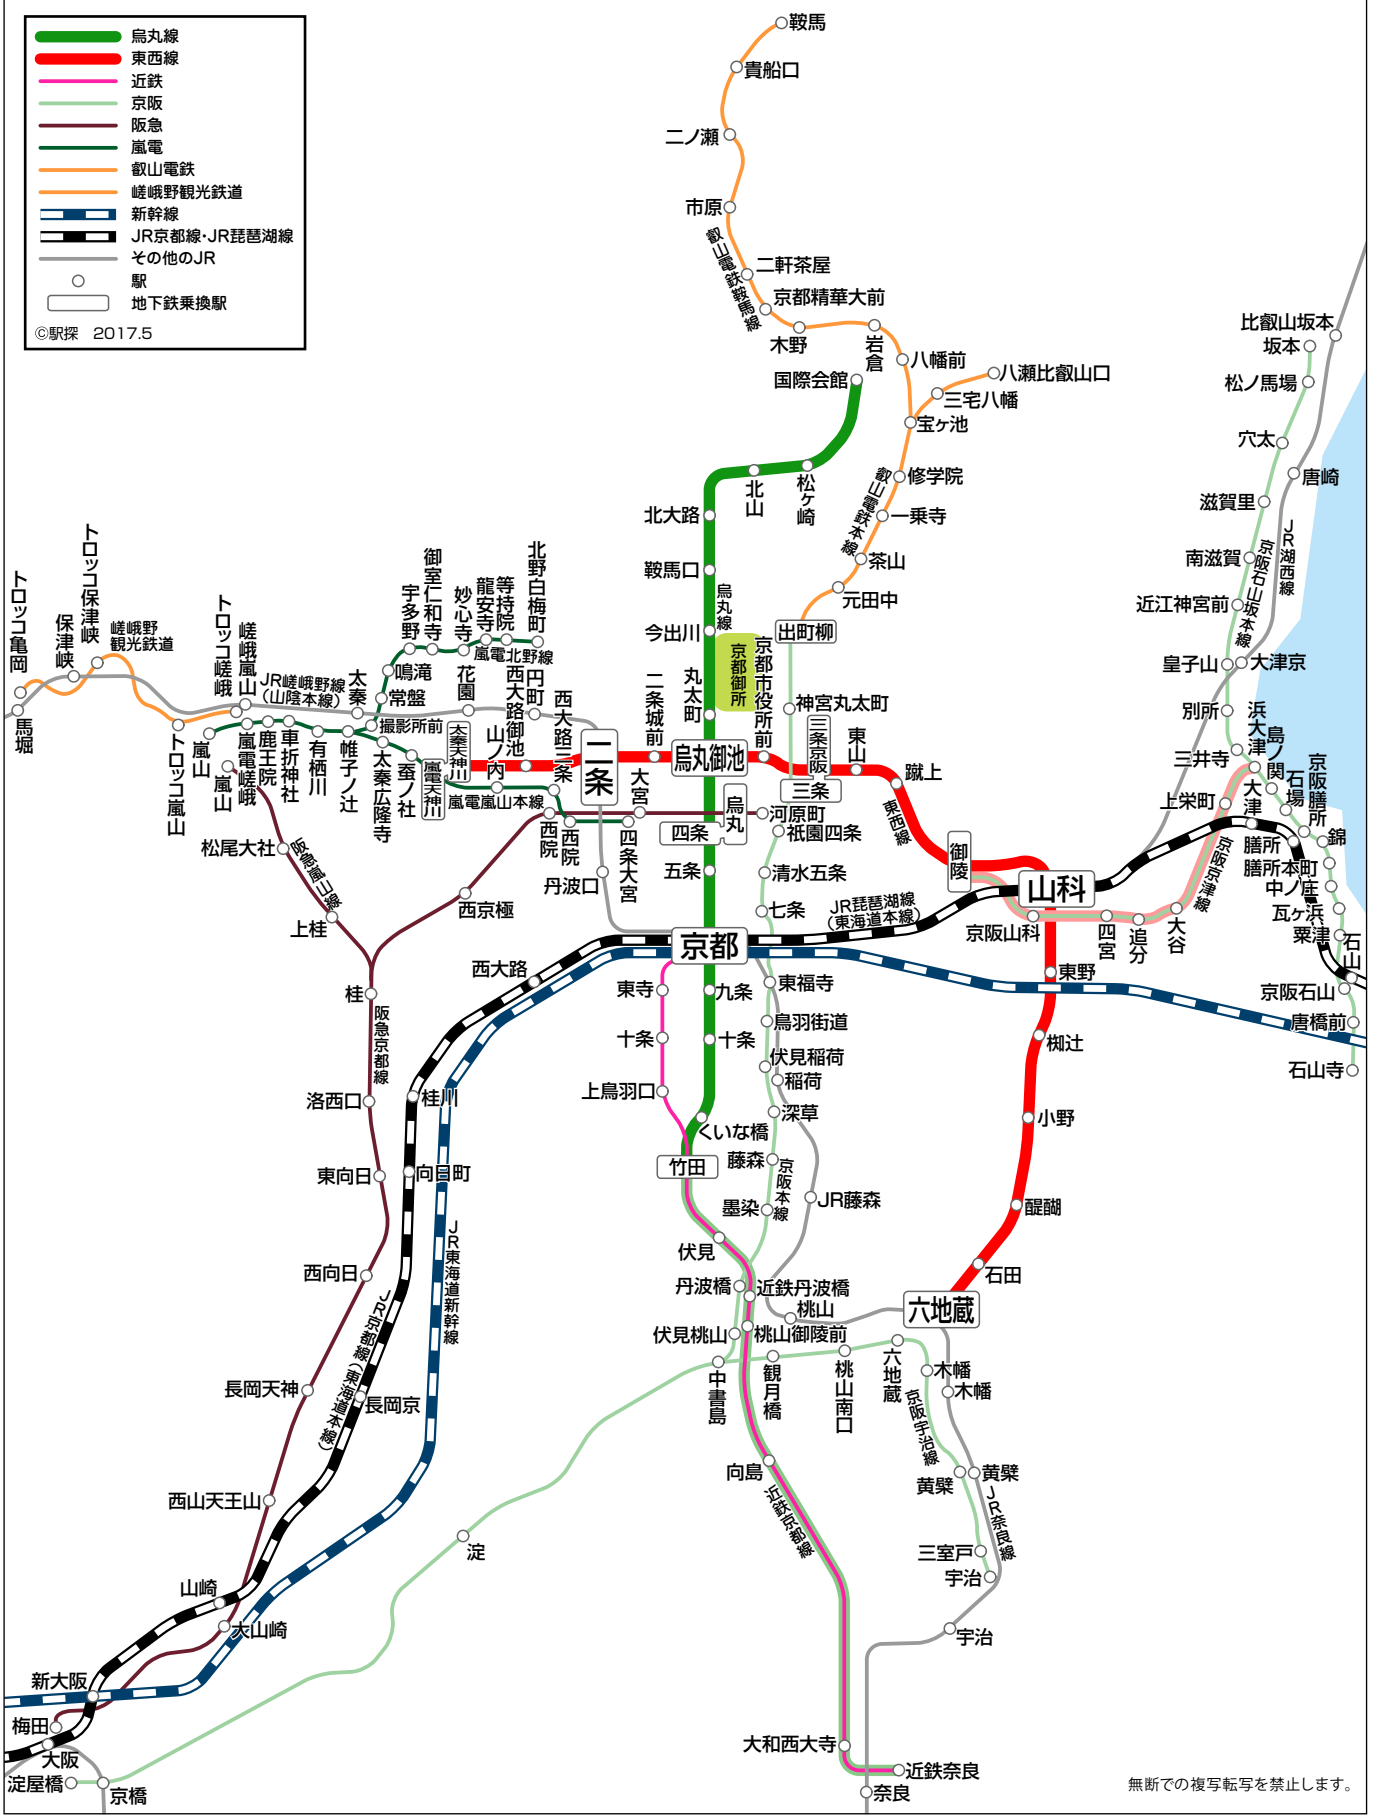 烏丸線
東西線
近鉄
京阪
阪急
嵐電
叡山電鉄
嵯峨野観光鉄道
新幹線
JR京都線・JR琵琶湖線
その他のJR
駅
地下鉄乗換駅
©駅探 2017.5
鞍馬
貴船口
二ノ瀬
市原
叡山電鉄鞍馬線
二軒茶屋
京都精華大前
木野
岩倉
八幡前
八瀬比叡山口
三宅八幡
宝ヶ池
修学院
一乗寺
叡山電鉄本線
茶山
元田中
出町柳
国際会館
松ヶ崎
北山
北大路
鞍馬口
烏丸線
今出川
京都御所
丸太町
京都市役所前
神宮丸太町
比叡山坂本
坂本
松ノ馬場
穴太
唐崎
滋賀里
JR湖西線
南滋賀
京阪石山坂本線
近江神宮前
皇子山
大津京
別所
三井寺
浜大津
島ノ関
石場
京阪膳所
上栄町
大津
膳所
錦
膳所本町
中ノ庄
瓦ヶ浜
粟津
石山
京阪石山
唐橋前
石山寺
トロッコ亀岡
馬堀
保津峡
トロッコ保津峡
嵯峨野
観光鉄道
トロッコ嵐山
トロッコ嵯峨
嵯峨嵐山
JR嵯峨野線
(山陰本線)
太秦
花園
円町
嵐山
嵐山
嵐電嵯峨
鹿王院
車折神社
有栖川
帷子ノ辻
太秦広隆寺
蚕ノ社
撮影所前
常盤
鳴滝
宇多野
御室仁和寺
妙心寺
龍安寺
等持院
北野白梅町
嵐電北野線
太秦天神川
嵐電天神川
山ノ内
西大路御池
西大路三条
嵐電嵐山本線
二条
二条城前
烏丸御池
三条京阪
三条
東山
蹴上
東西線
御陵
山科
大宮
烏丸
四条
河原町
祇園四条
西院
西院
四条大宮
丹波口
五条
清水五条
七条
西京極
松尾大社
阪急嵐山線
上桂
桂
阪急京都線
洛西口
東向日
西向日
長岡天神
西山天王山
大山崎
梅田
西大路
桂川
向日町
JR京都線(東海道本線)
長岡京
山崎
新大阪
大阪
JR東海道新幹線
京都
JR琵琶湖線
(東海道本線)
京阪山科
四宮
追分
大谷
京阪京津線
東野
椥辻
小野
醍醐
石田
六地蔵
東寺
十条
上鳥羽口
九条
十条
くいな橋
竹田
伏見
東福寺
鳥羽街道
伏見稲荷
稲荷
深草
藤森
京阪本線
墨染
JR藤森
丹波橋
近鉄丹波橋
桃山
伏見桃山
桃山御陵前
中書島
観月橋
桃山南口
六地蔵
木幡
木幡
京阪宇治線
黄檗
黄檗
JR奈良線
三室戸
宇治
宇治
向島
近鉄京都線
淀
大和西大寺
近鉄奈良
奈良
淀屋橋
京橋
無断での複写転写を禁止します。